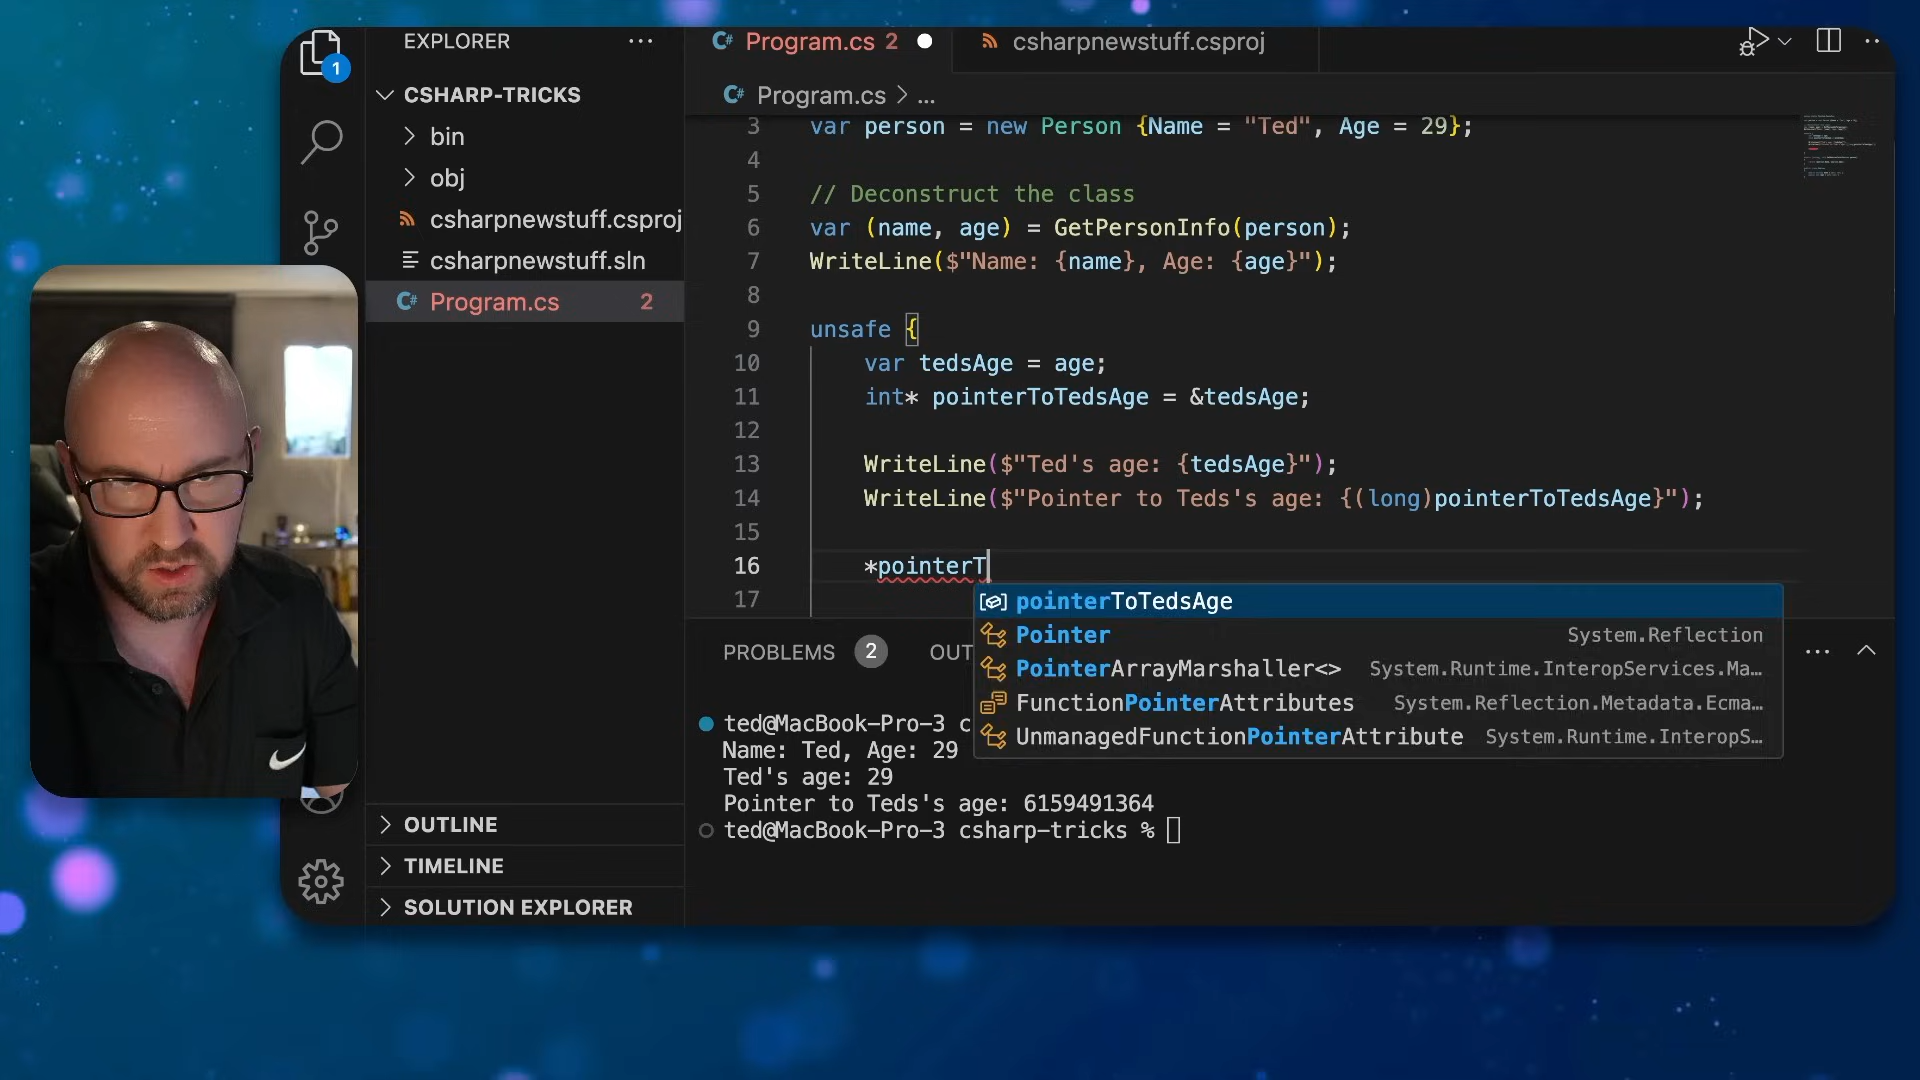 EXPLORER
1
CSHARP-TRICKS
bin
obj
csharpnewstuff.csproj
csharpnewstuff.sln
C# Program.cs 2
OUTLINE
TIMELINE
SOLUTION EXPLORER
C# Program.cs 2
csharpnewstuff.csproj
C# Program.cs > ...
3 var person = new Person {Name = "Ted", Age = 29};
4
5 // Deconstruct the class
6 var (name, age) = GetPersonInfo(person);
7 WriteLine($"Name: {name}, Age: {age}");
8
9 unsafe {
10 var tedsAge = age;
11 int* pointerToTedsAge = &tedsAge;
12
13 WriteLine($"Ted's age: {tedsAge}");
14 WriteLine($"Pointer to Teds's age: {(long)pointerToTedsAge}");
15
16 *pointerT
17
pointerToTedsAge
Pointer System.Reflection
PointerArrayMarshaller<> System.Runtime.InteropServices.Ma…
FunctionPointerAttributes System.Reflection.Metadata.Ecma…
UnmanagedFunctionPointerAttribute System.Runtime.InteropS…
PROBLEMS 2 OUT
ted@MacBook-Pro-3 c
Name: Ted, Age: 29
Ted's age: 29
Pointer to Teds's age: 6159491364
ted@MacBook-Pro-3 csharp-tricks %